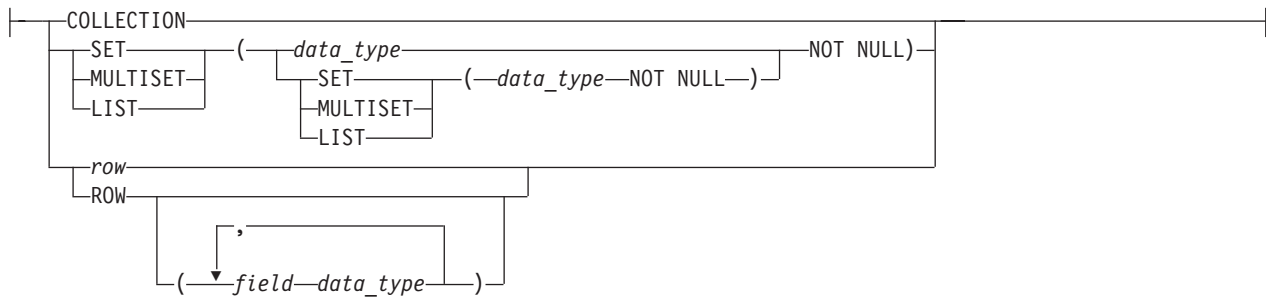 COLLECTION
SET ( data_type NOT NULL)
MULTISET SET ( data_type NOT NULL )
LIST MULTISET
LIST
row
ROW
,
( field data_type )